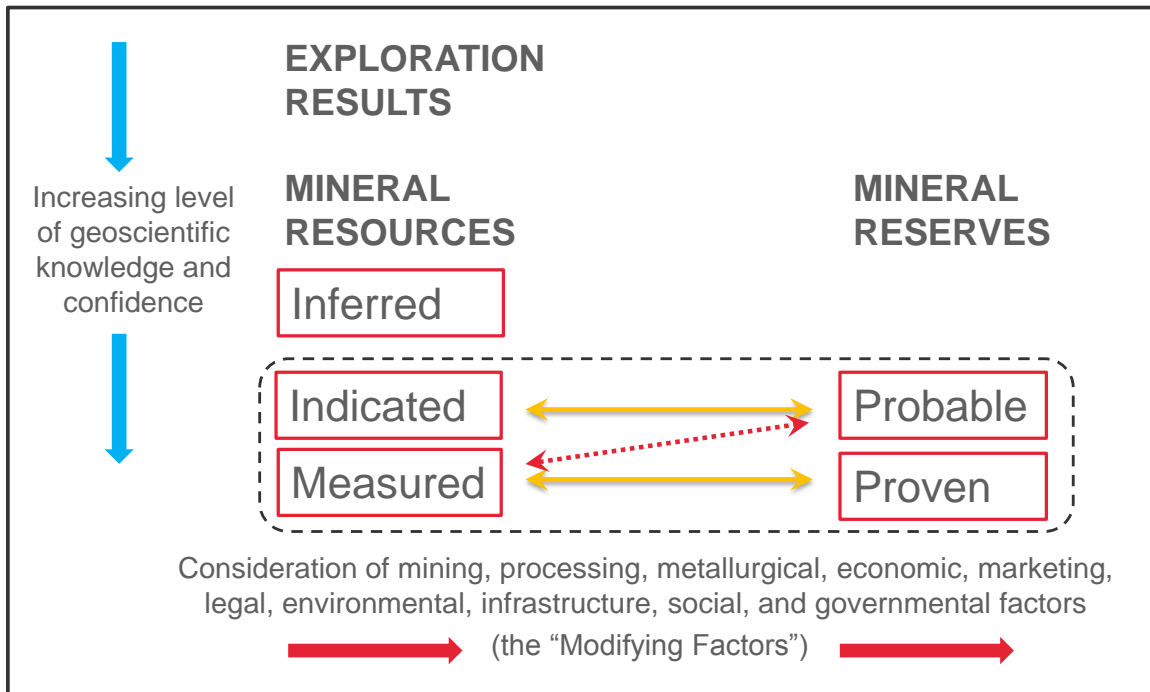 EXPLORATION
RESULTS
Increasing level
of geoscientific
knowledge and
confidence
MINERAL
RESOURCES
MINERAL
RESERVES
Inferred
Indicated
Probable
Measured
Proven
Consideration of mining, processing, metallurgical, economic, marketing,
legal, environmental, infrastructure, social, and governmental factors
(the “Modifying Factors”)